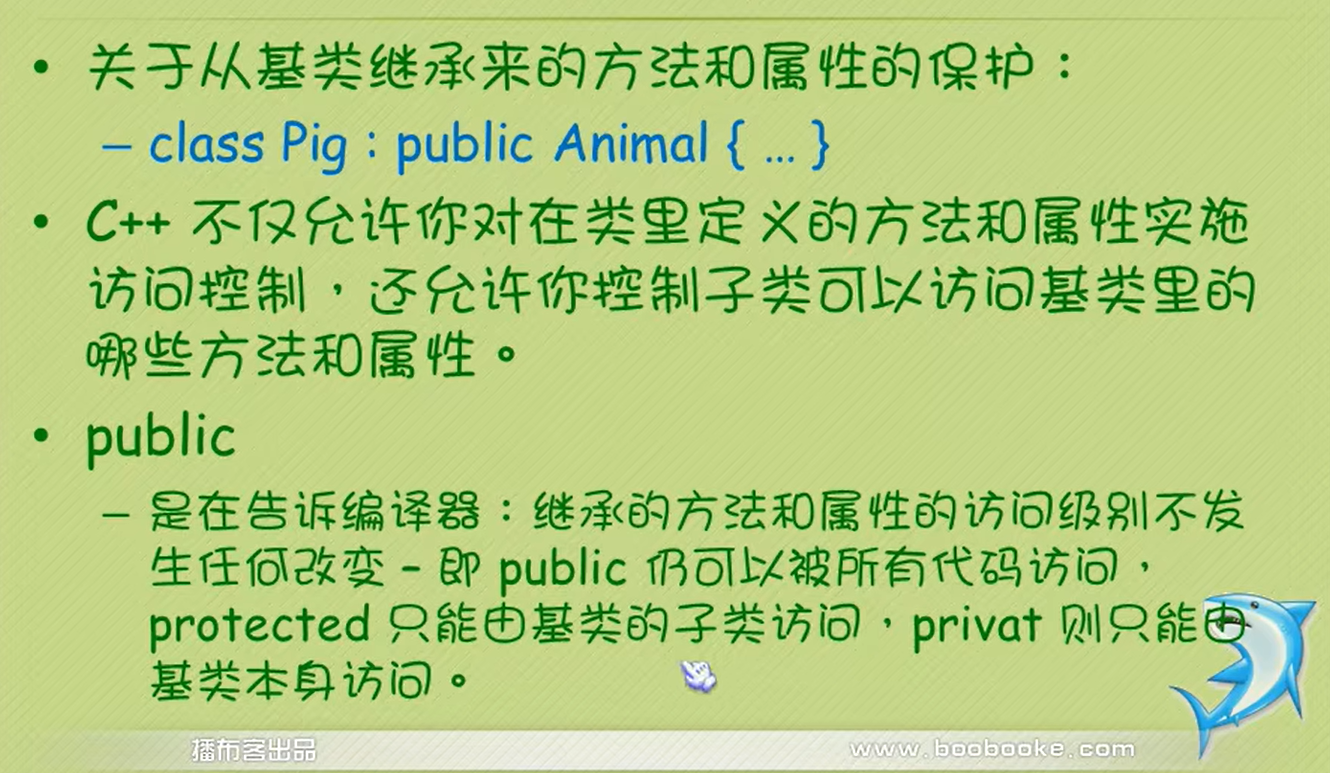 • 关于从基类继承来的方法和属性的保护：
– class Pig : public Animal { … }
• C++ 不仅允许你对在类里定义的方法和属性实施
访问控制，还允许你控制子类可以访问基类里的
哪些方法和属性。
• public
– 是在告诉编译器：继承的方法和属性的访问级别不发
生任何改变 – 即 public 仍可以被所有代码访问，
protected 只能由基类的子类访问，privat 则只能由
基类本身访问。
播布客出品
www.boobooke.com